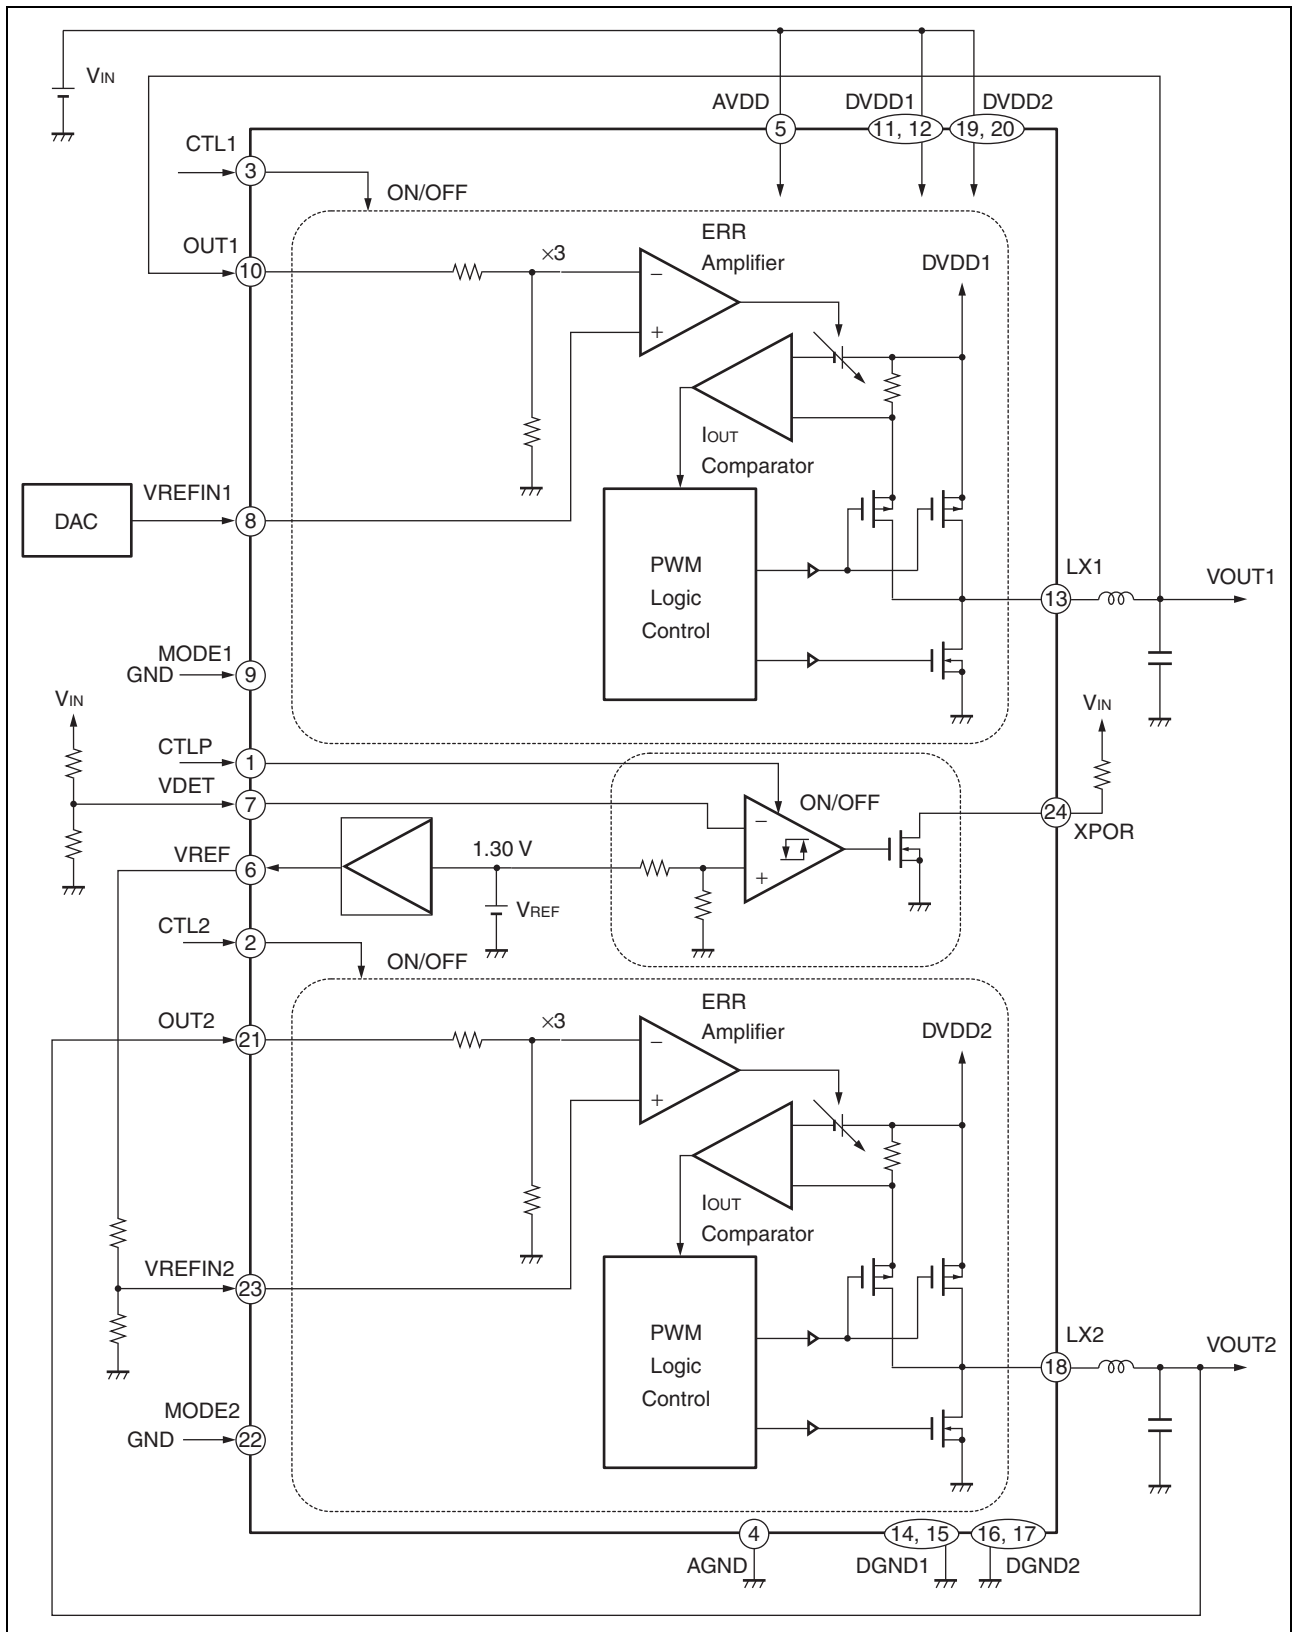 VIN
AVDD
DVDD1
DVDD2
5
11, 12
19, 20
CTL1
3
ON/OFF
OUT1
10
×3
ERR
Amplifier
−
+
DVDD1
IOUT
Comparator
DAC
VREFIN1
8
PWM
Logic
Control
LX1
13
VOUT1
MODE1
GND
9
VIN
VIN
CTLP
1
VDET
7
ON/OFF
−
+
24
XPOR
VREF
6
1.30 V
VREF
CTL2
2
ON/OFF
OUT2
21
×3
ERR
Amplifier
−
+
DVDD2
IOUT
Comparator
VREFIN2
23
PWM
Logic
Control
LX2
18
VOUT2
MODE2
GND
22
4
14, 15
16, 17
AGND
DGND1
DGND2